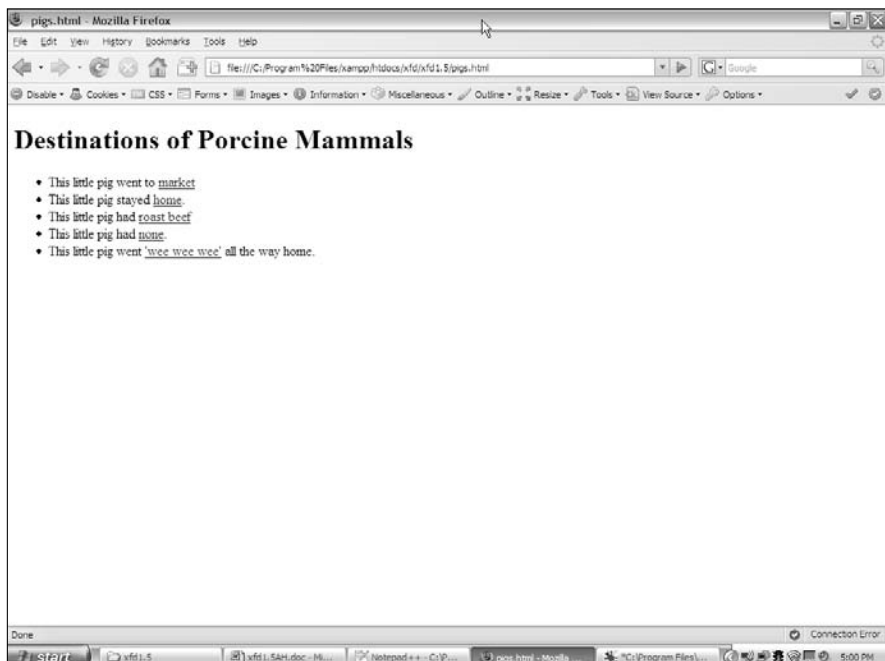 pigs.html - Mozilla Firefox
File Edit View History Bookmarks Tools Help
file:///C:/Program%20Files/xampp/htdocs/xfd/xfd1.5/pigs.html
Google
Disable Cookies CSS Forms Images Information Miscellaneous Outline Resize Tools View Source Options
Destinations of Porcine Mammals
This little pig went to market
This little pig stayed home.
This little pig had roast beef
This little pig had none.
This little pig went 'wee wee wee' all the way home.
Done
Connection Error
start xfd1.5 xfd1.5AH.doc - Mi... Notepad++ - C:\P... pigs.html - Mozilla ... *C:\Program Files\... 5:00 PM